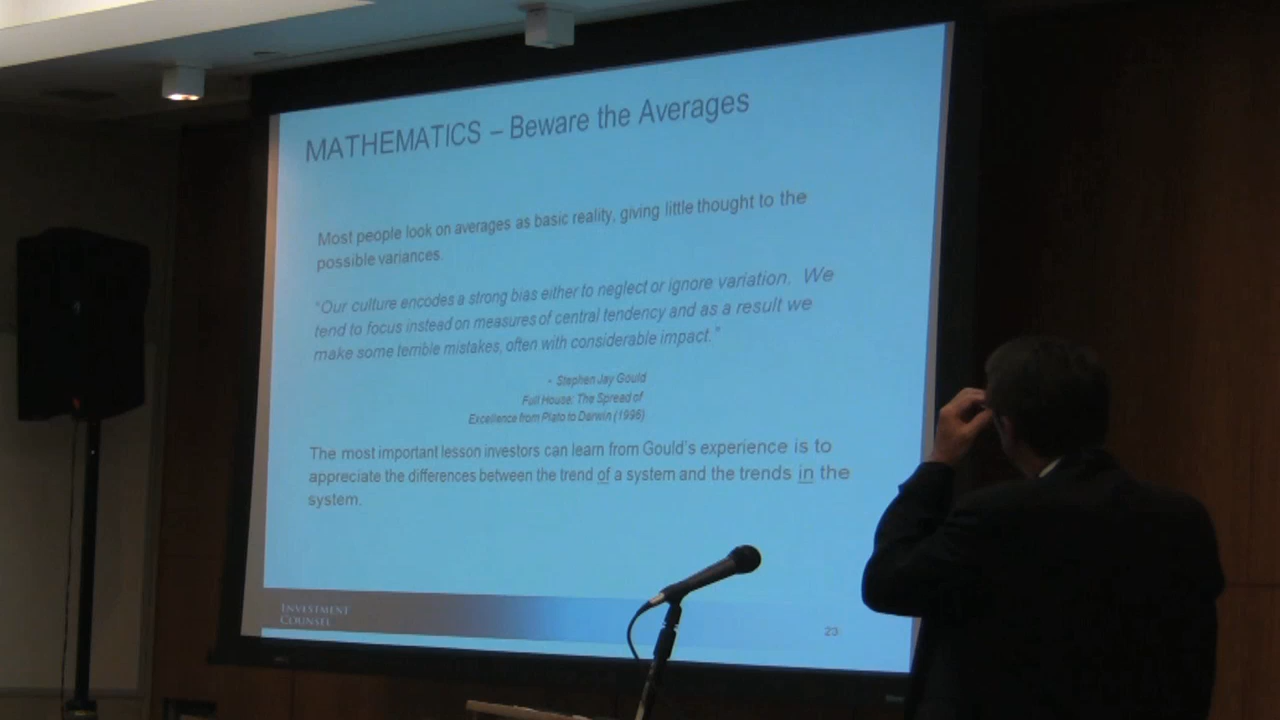 MATHEMATICS – Beware the Averages
Most people look on averages as basic reality, giving little thought to the
possible variances.
"Our culture encodes a strong bias either to neglect or ignore variation. We
tend to focus instead on measures of central tendency and as a result we
make some terrible mistakes, often with considerable impact."
- Stephen Jay Gould
Full House: The Spread of
Excellence from Plato to Darwin (1996)
The most important lesson investors can learn from Gould's experience is to
appreciate the differences between the trend of a system and the trends in the
system.
INVESTMENT
COUNSEL
23